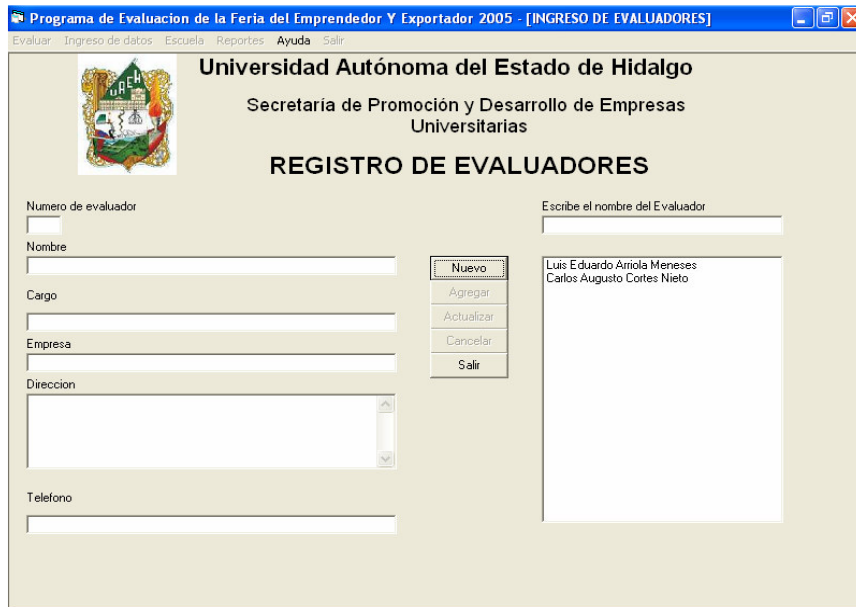 Programa de Evaluacion de la Feria del Emprendedor Y Exportador 2005 - [INGRESO DE EVALUADORES]
Evaluar Ingreso de datos Escuela Reportes Ayuda Salir
UAEH
Universidad Autónoma del Estado de Hidalgo
Secretaría de Promoción y Desarrollo de Empresas
Universitarias
REGISTRO DE EVALUADORES
Numero de evaluador
Nombre
Cargo
Empresa
Direccion
Telefono
Nuevo
Agregar
Actualizar
Cancelar
Salir
Escribe el nombre del Evaluador
Luis Eduardo Arriola Meneses
Carlos Augusto Cortes Nieto